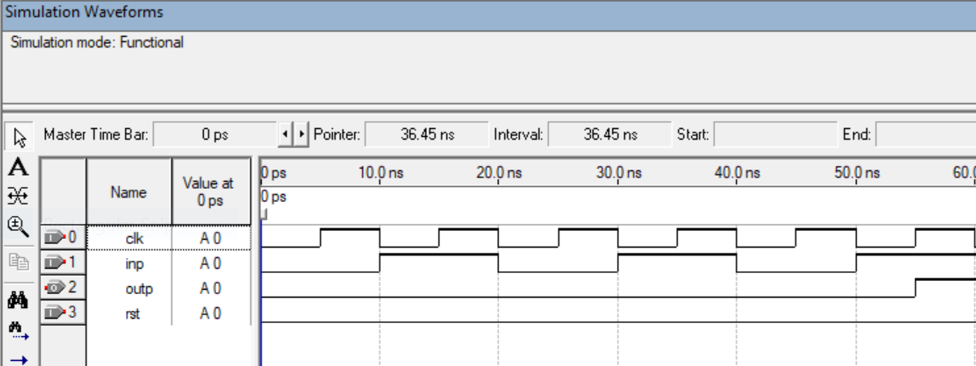 Simulation Waveforms
Simulation mode: Functional
Master Time Bar: 0 ps Pointer: 36.45 ns Interval: 36.45 ns Start: End:
Name Value at 0 ps 0 ps 10.0 ns 20.0 ns 30.0 ns 40.0 ns 50.0 ns 60.0
0 ps
0 clk A 0
1 inp A 0
2 outp A 0
3 rst A 0